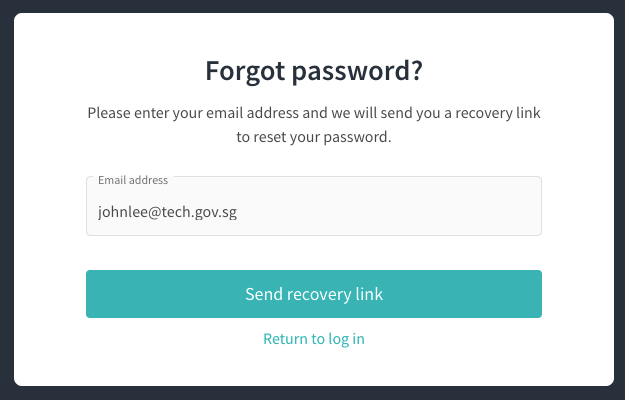 Forgot password?
Please enter your email address and we will send you a recovery link
to reset your password.
Email address
johnlee@tech.gov.sg
Send recovery link
Return to log in